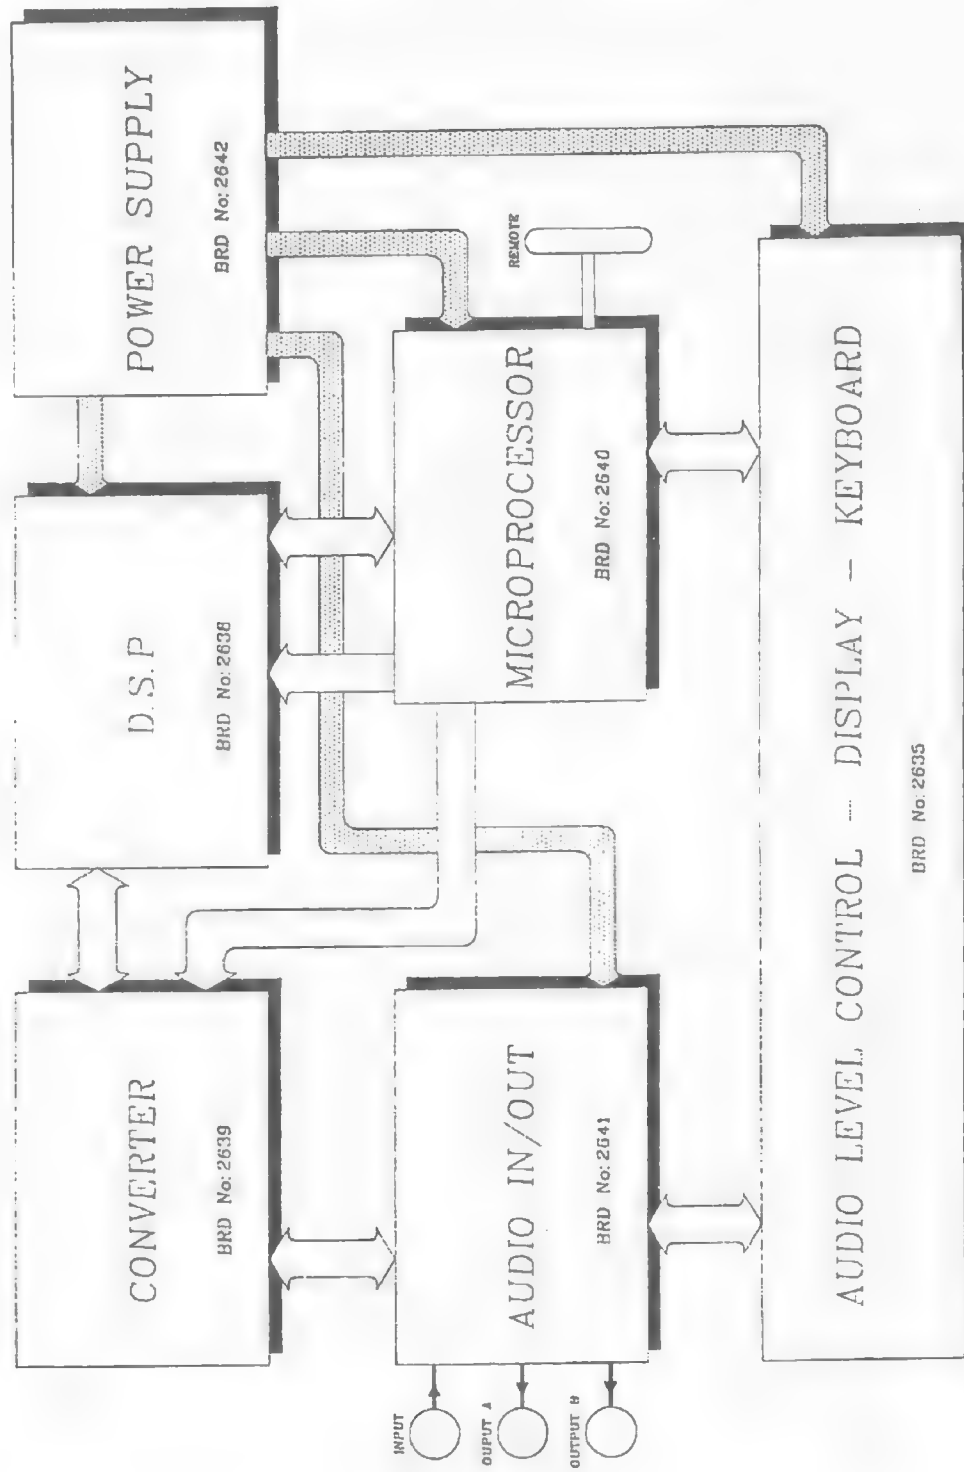 CONVERTER
BRD No: 2639
D.S.P
BRD No: 2638
POWER SUPPLY
BRD No: 2642
INPUT
OUPUT A
OUTPUT B
AUDIO IN/OUT
BRD No: 2641
MICROPROCESSOR
BRD No: 2640
REMOTE
AUDIO LEVEL CONTROL - DISPLAY - KEYBOARD
BRD No: 2635